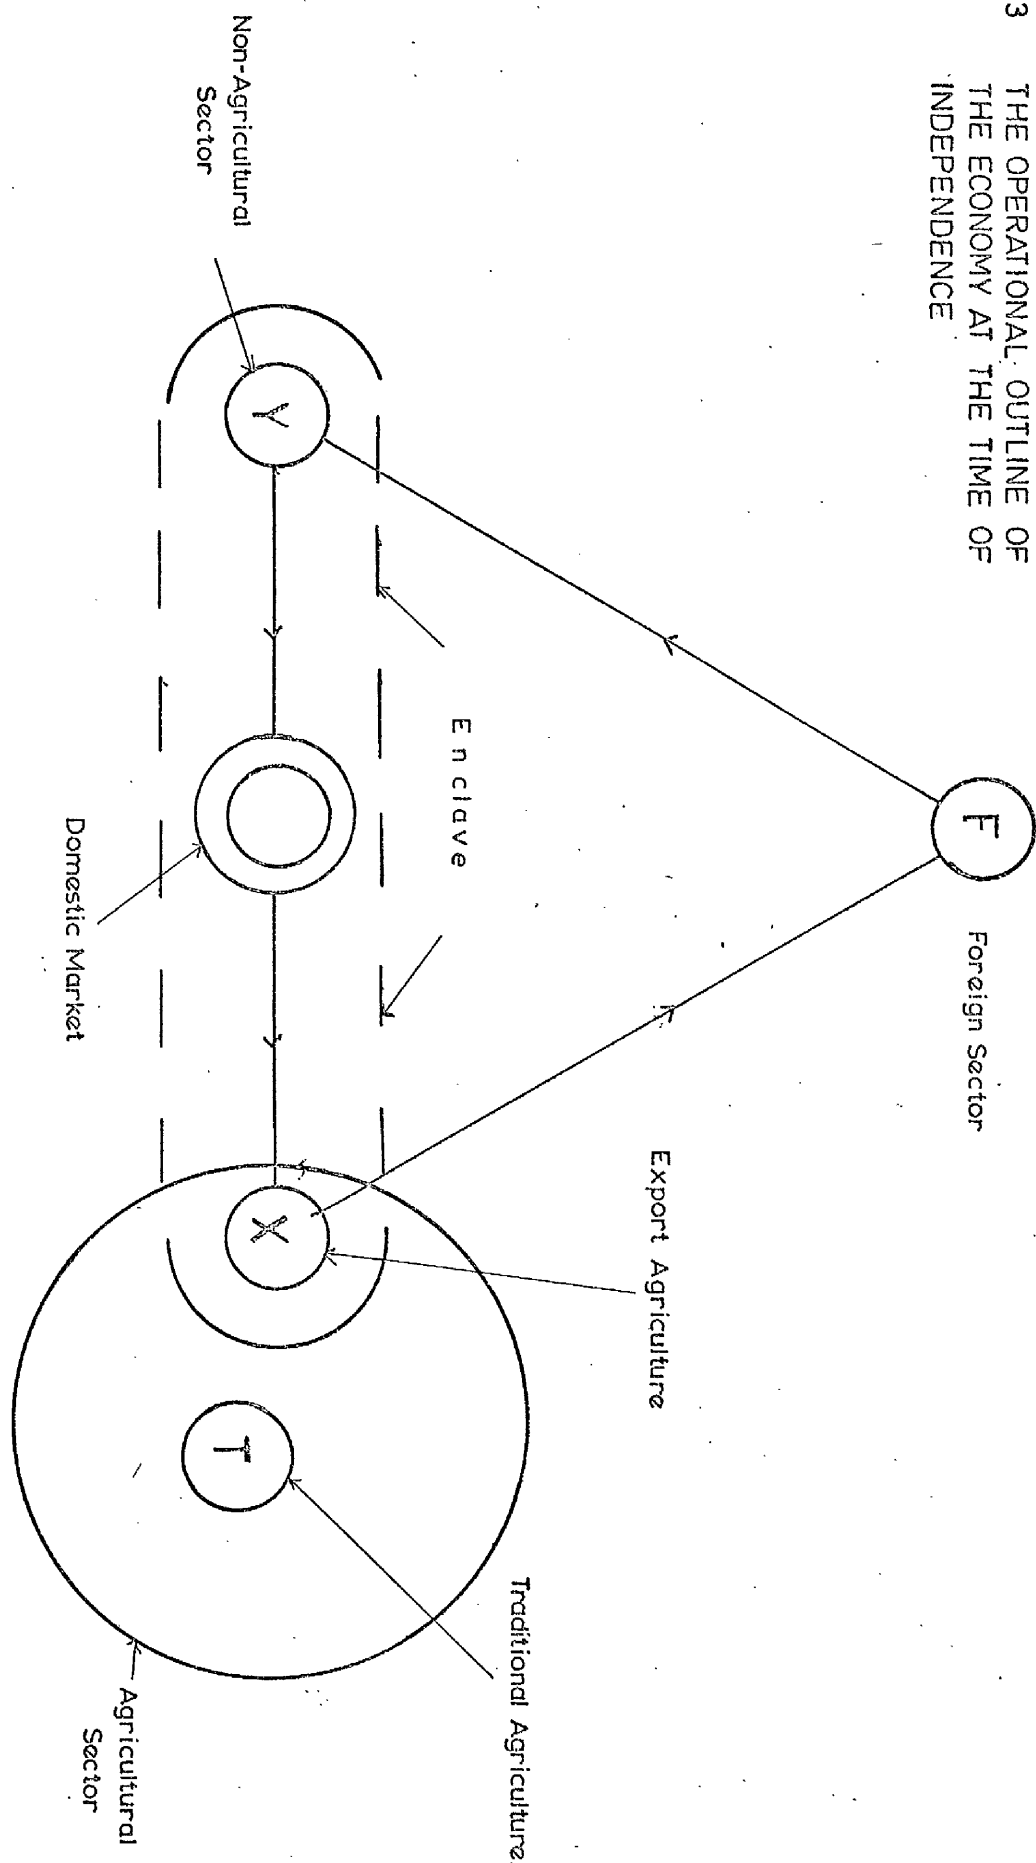 3 THE OPERATIONAL OUTLINE OF
THE ECONOMY AT THE TIME OF
INDEPENDENCE
F
Foreign Sector
Export Agriculture
Enclave
Traditional Agriculture
Non-Agricultural
Sector
Y
X
T
Domestic Market
Agricultural
Sector